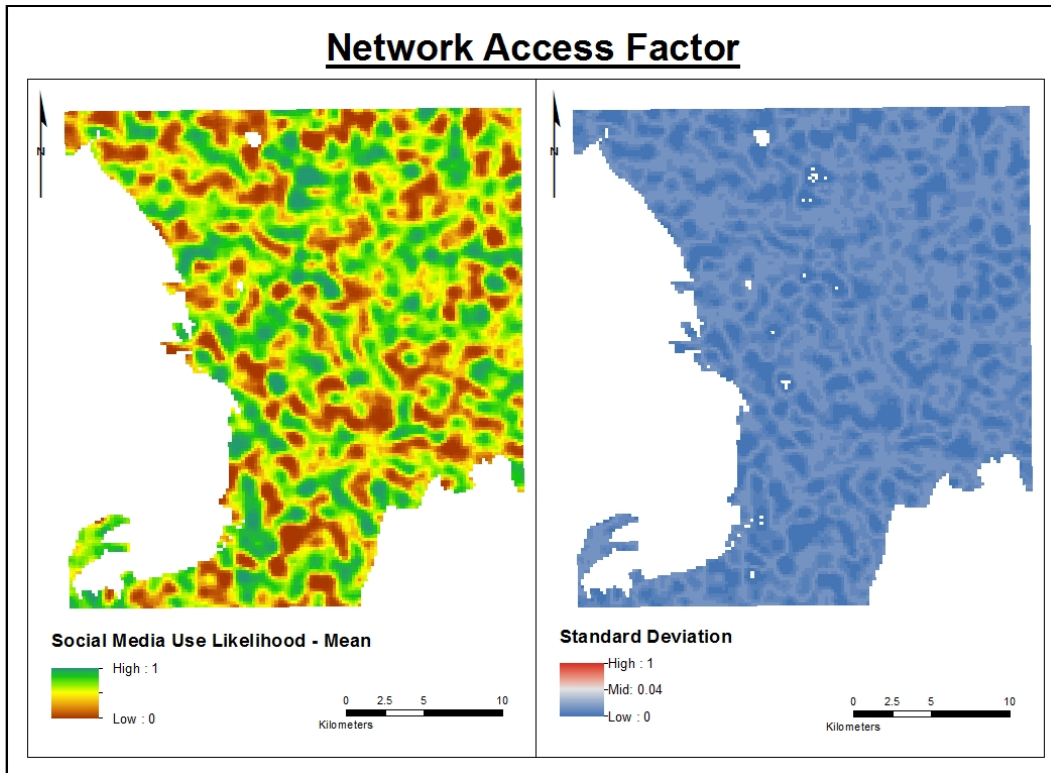 Network Access Factor
N
N
Social Media Use Likelihood - Mean
High : 1
Low : 0
0 2.5 5 10
Kilometers
Standard Deviation
High : 1
Mid: 0.04
Low : 0
0 2.5 5 10
Kilometers